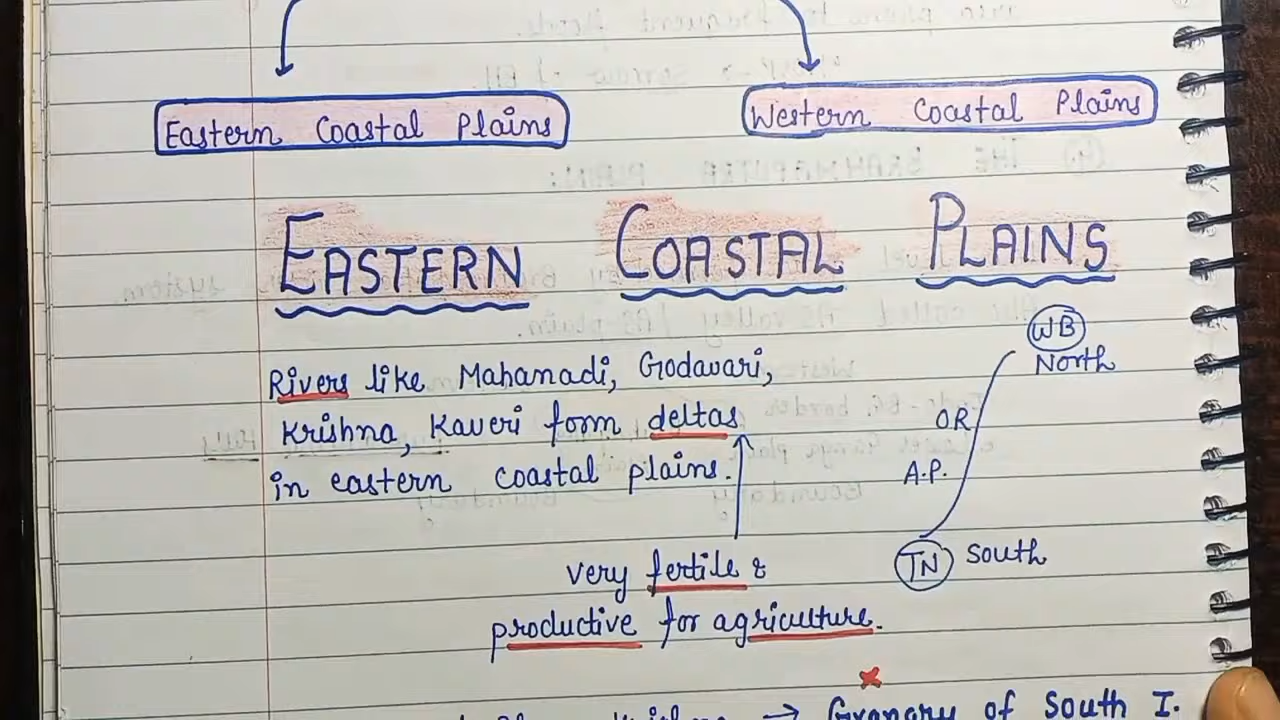 Eastern Coastal Plains
Western Coastal Plains
EASTERN COASTAL PLAINS
Rivers like Mahanadi, Godavari,
Krishna, Kaveri form deltas
in eastern coastal plains.
WB
North
OR
A.P.
TN South
very fertile &
productive for agriculture.
→ Granary of South I.